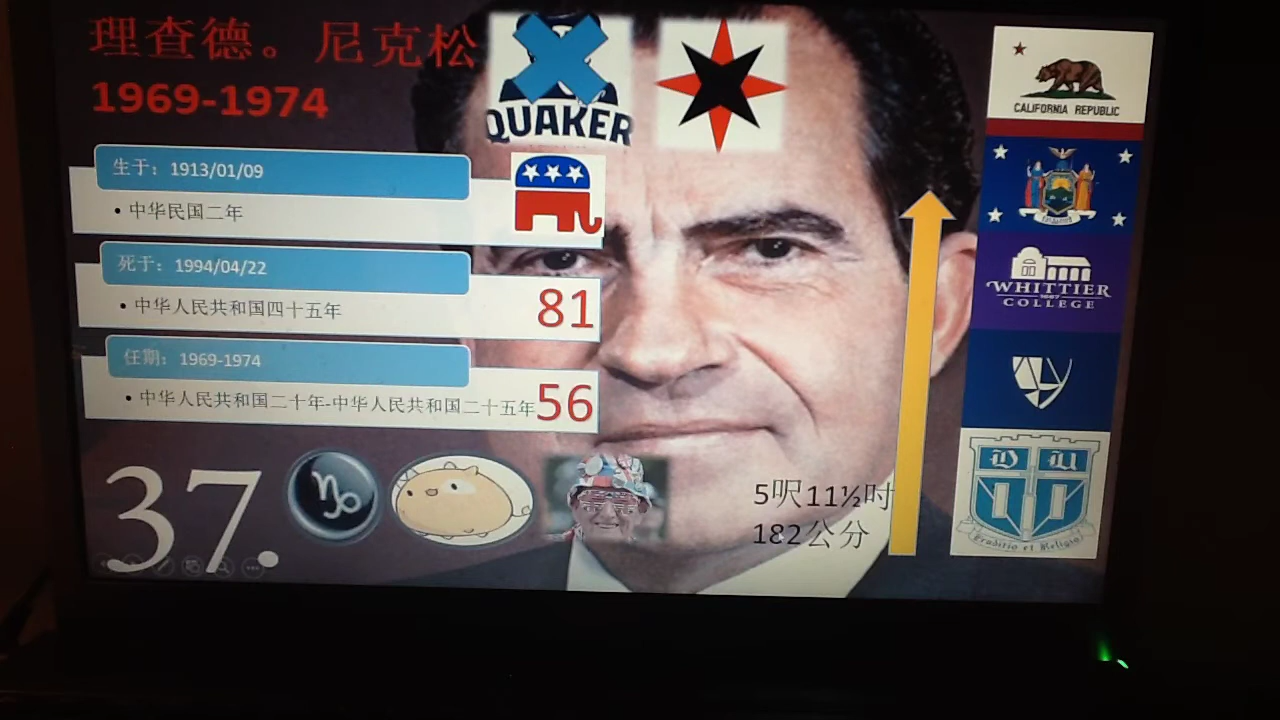 理查德。尼克松
1969-1974
QUAKER
生于：1913/01/09
• 中华民国二年
死于：1994/04/22
• 中华人民共和国四十五年
81
任期：1969-1974
• 中华人民共和国二十年-中华人民共和国二十五年
56
37.
5呎11½吋
182公分
CALIFORNIA REPUBLIC
WHITTIER
1887
COLLEGE
D U
Eruditio et Religio